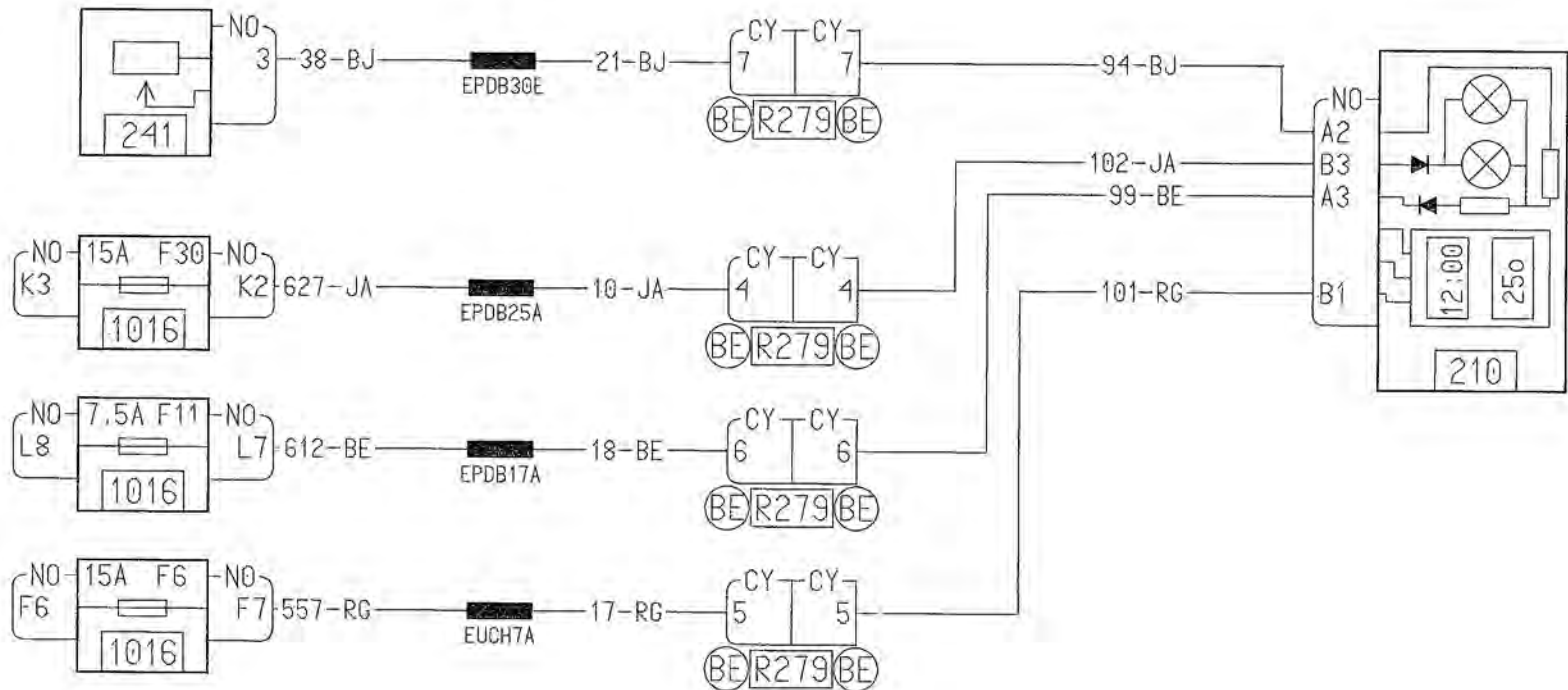 NO
3 38-BJ EPDB30E 21-BJ CY CY
7 7 94-BJ
241
BE R279 BE
NO
A2
102-JA B3
99-BE A3
NO 15A F30 NO
K3 K2 627-JA EPDB25A 10-JA CY CY
4 4
1016
BE R279 BE
101-RG B1
12:00 25o
210
NO 7,5A F11 NO
L8 L7 612-BE EPDB17A 18-BE CY CY
6 6
1016
BE R279 BE
NO 15A F6 NO
F6 F7 557-RG EUCH7A 17-RG CY CY
5 5
1016
BE R279 BE